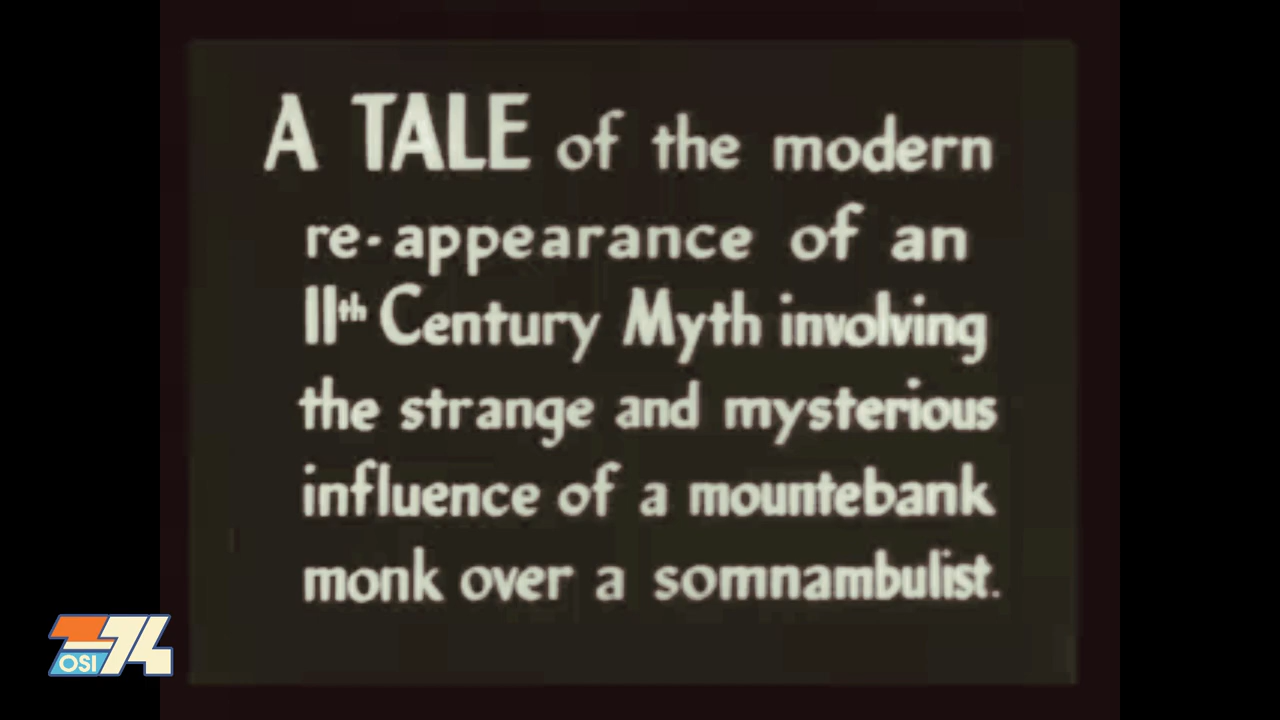 A TALE of the modern
re-appearance of an
11th Century Myth involving
the strange and mysterious
influence of a mountebank
monk over a somnambulist.
OSI 74